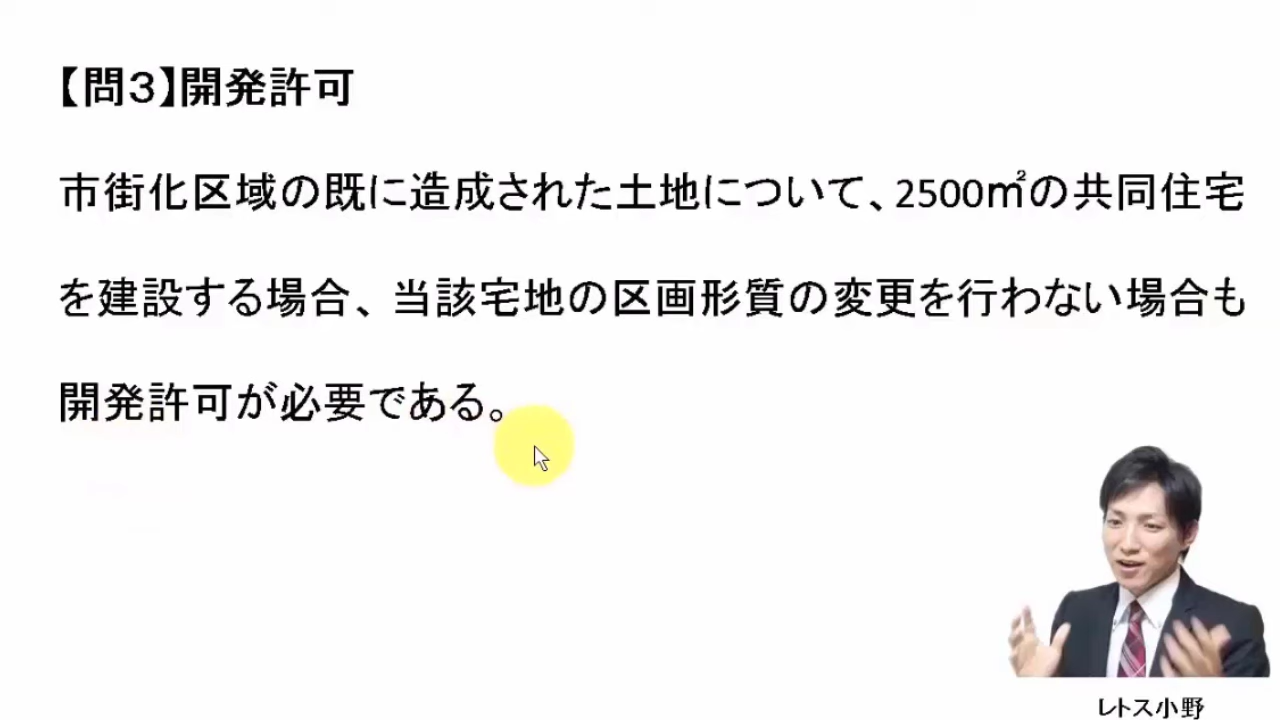 【問３】開発許可
市街化区域の既に造成された土地について、2500㎡の共同住宅
を建設する場合、当該宅地の区画形質の変更を行わない場合も
開発許可が必要である。
レトス小野